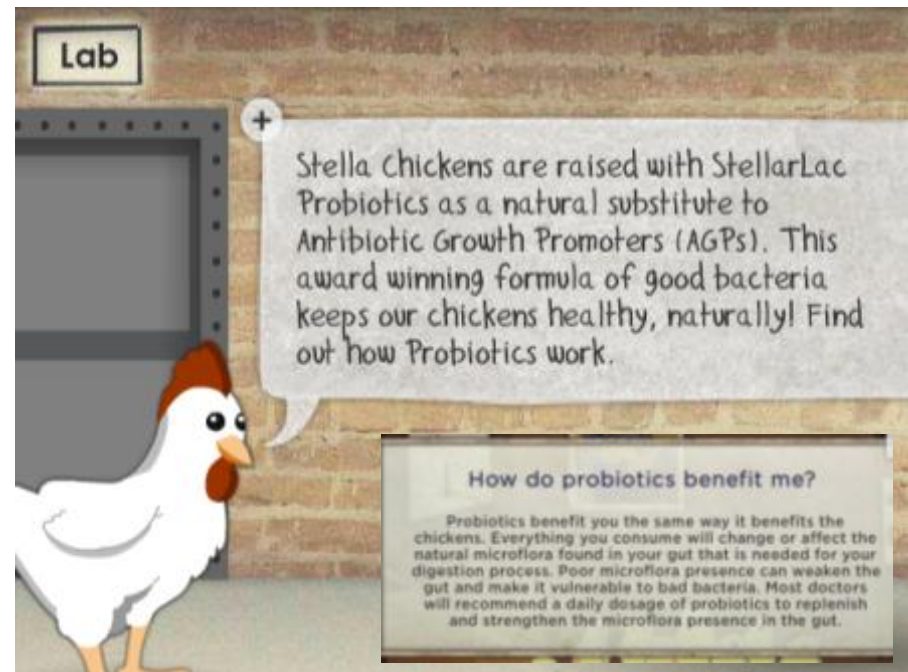 Lab
+
Stella Chickens are raised with StellarLac
Probiotics as a natural substitute to
Antibiotic Growth Promoters (AGPs). This
award winning formula of good bacteria
keeps our chickens healthy, naturally! Find
out how Probiotics work.
How do probiotics benefit me?
Probiotics benefit you the same way it benefits the
chickens. Everything you consume will change or affect the
natural microflora found in your gut that is needed for your
digestion process. Poor microflora presence can weaken the
gut and make it vulnerable to bad bacteria. Most doctors
will recommend a daily dosage of probiotics to replenish
and strengthen the microflora presence in the gut.